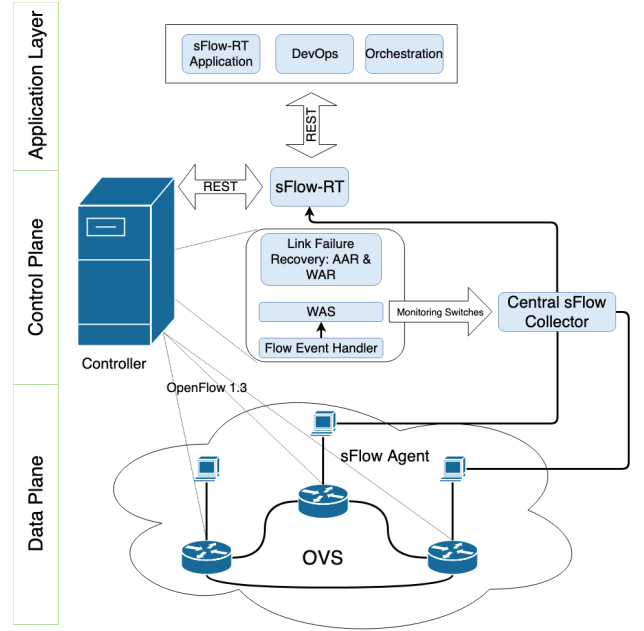 Application Layer
sFlow-RT
Application
DevOps
Orchestration
REST
Control Plane
REST
sFlow-RT
Link Failure
Recovery: AAR &
WAR
WAS
Flow Event Handler
Monitoring Switches
Central sFlow
Collector
Controller
OpenFlow 1.3
Data Plane
sFlow Agent
OVS